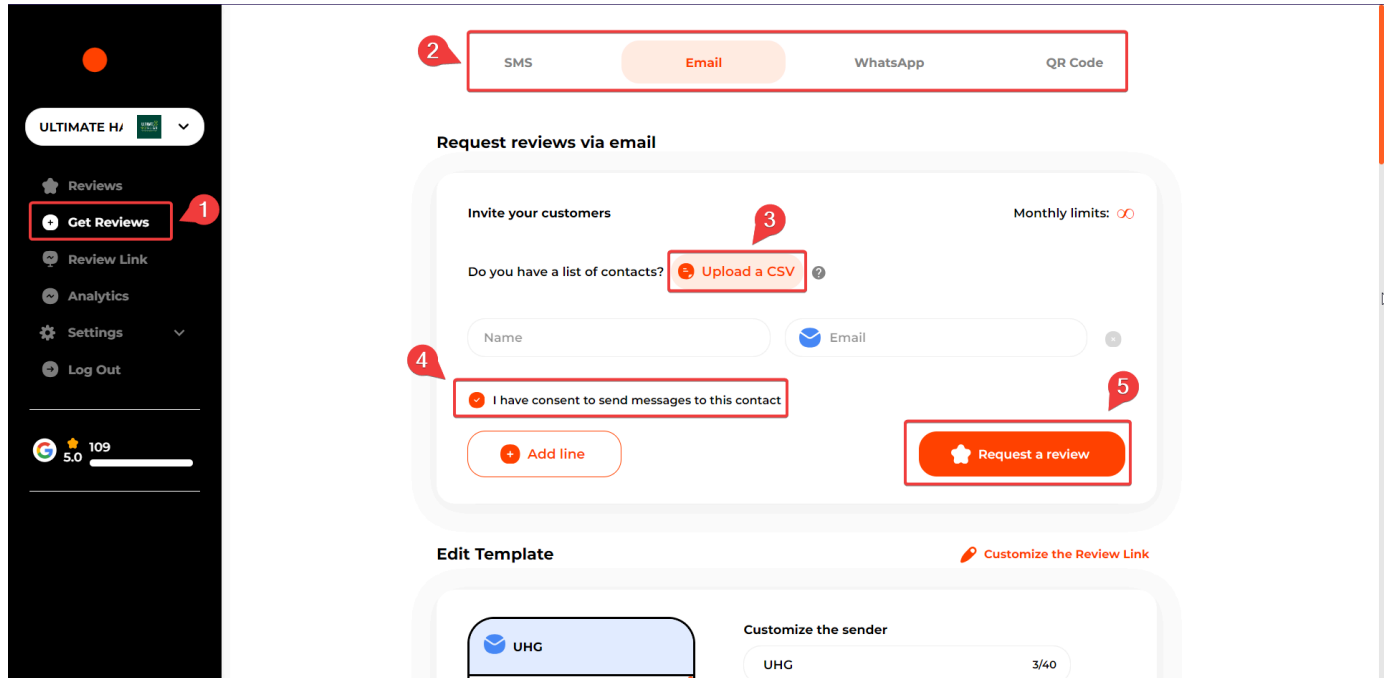 2
SMS
Email
WhatsApp
QR Code
ULTIMATE HA
Reviews
1
Get Reviews
Review Link
Analytics
Settings
Log Out
G
5.0
109
Request reviews via email
Invite your customers
Monthly limits: ∞
3
Do you have a list of contacts?
Upload a CSV
?
Name
Email
4
I have consent to send messages to this contact
5
Add line
Request a review
Edit Template
Customize the Review Link
UHG
Customize the sender
UHG
3/40